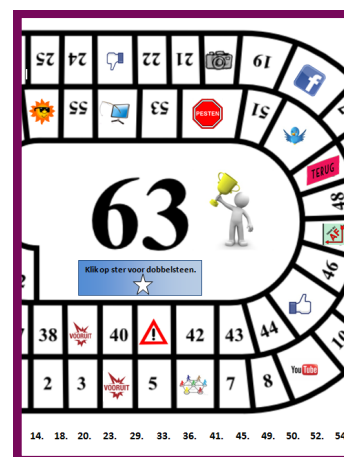 25 24 22 21 19 f
55 53 PESTEN 51
TERUG
48
63
AF
Klik op ster voor dobbelsteen.
46
38 VOORUIT 40 ! 42 43 44
2 3 VOORUIT 5 7 8 YouTube
14. 18. 20. 23. 29. 33. 36. 41. 45. 49. 50. 52. 54